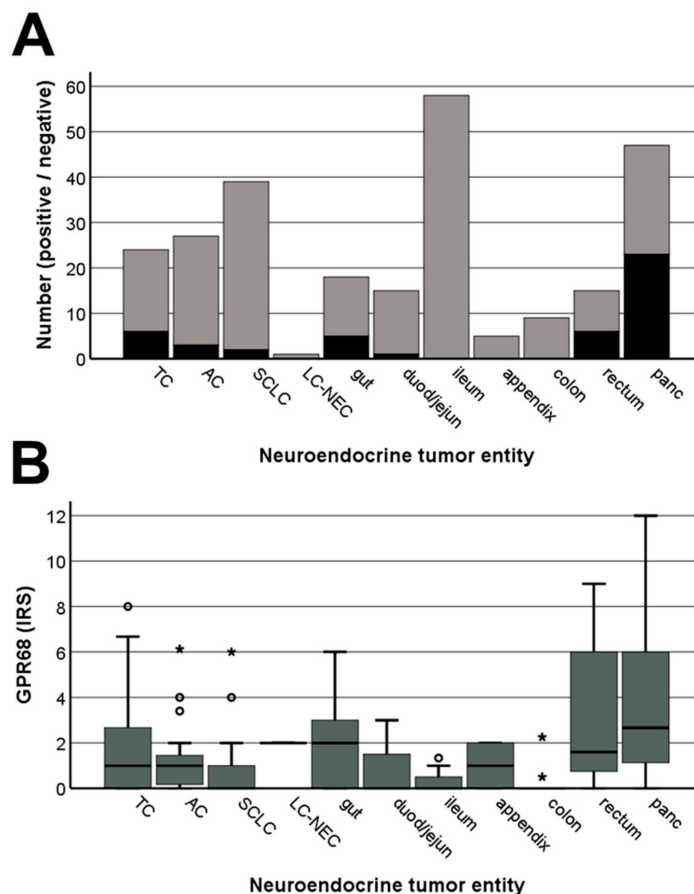 A
Number (positive / negative)
60
50
40
30
20
10
0
TC
AC
SCLC
LC-NEC
gut
duod/jejun
ileum
appendix
colon
rectum
panc
Neuroendocrine tumor entity
B
GPR68 (IRS)
12
10
8
6
4
2
0
TC
AC
SCLC
LC-NEC
gut
duod/jejun
ileum
appendix
colon
rectum
panc
Neuroendocrine tumor entity